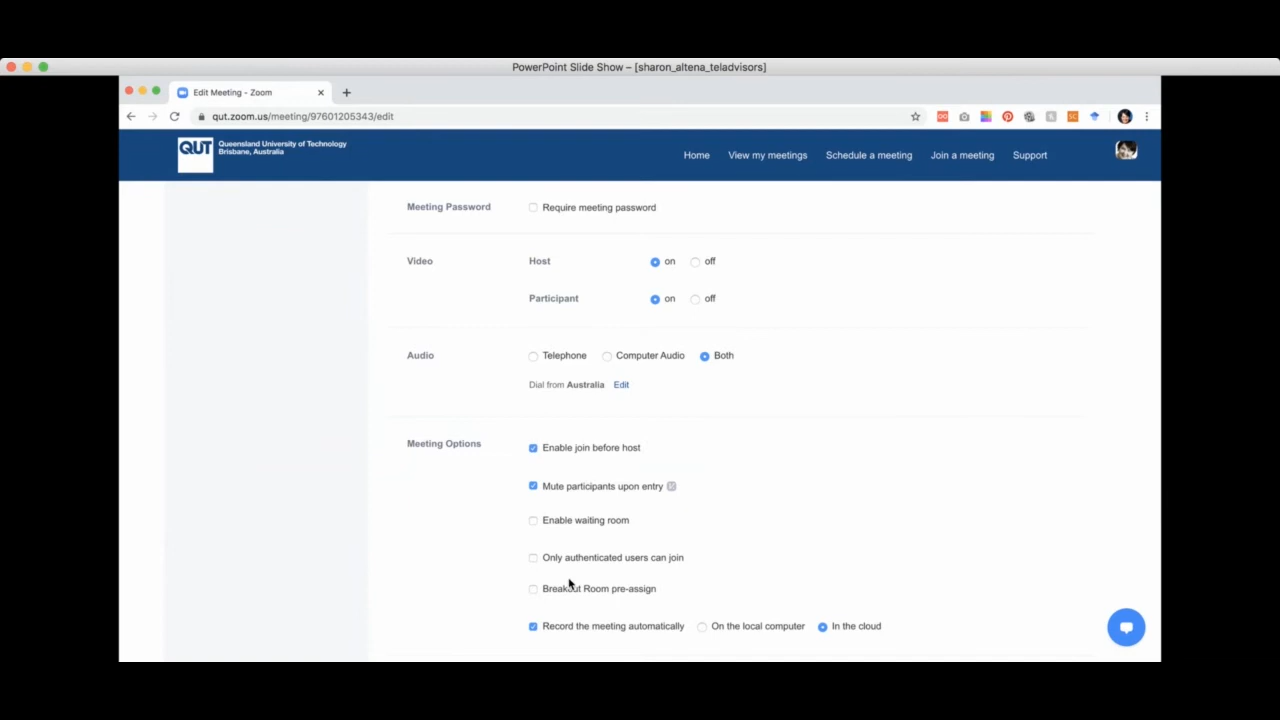 PowerPoint Slide Show – [sharon_altena_teladvisors]
Edit Meeting - Zoom
qut.zoom.us/meeting/97601205343/edit
QUT
Queensland University of Technology
Brisbane, Australia
Home View my meetings Schedule a meeting Join a meeting Support
Meeting Password Require meeting password
Video Host on off
Participant on off
Audio Telephone Computer Audio Both
Dial from Australia Edit
Meeting Options Enable join before host
Mute participants upon entry
Enable waiting room
Only authenticated users can join
Breakout Room pre-assign
Record the meeting automatically On the local computer In the cloud